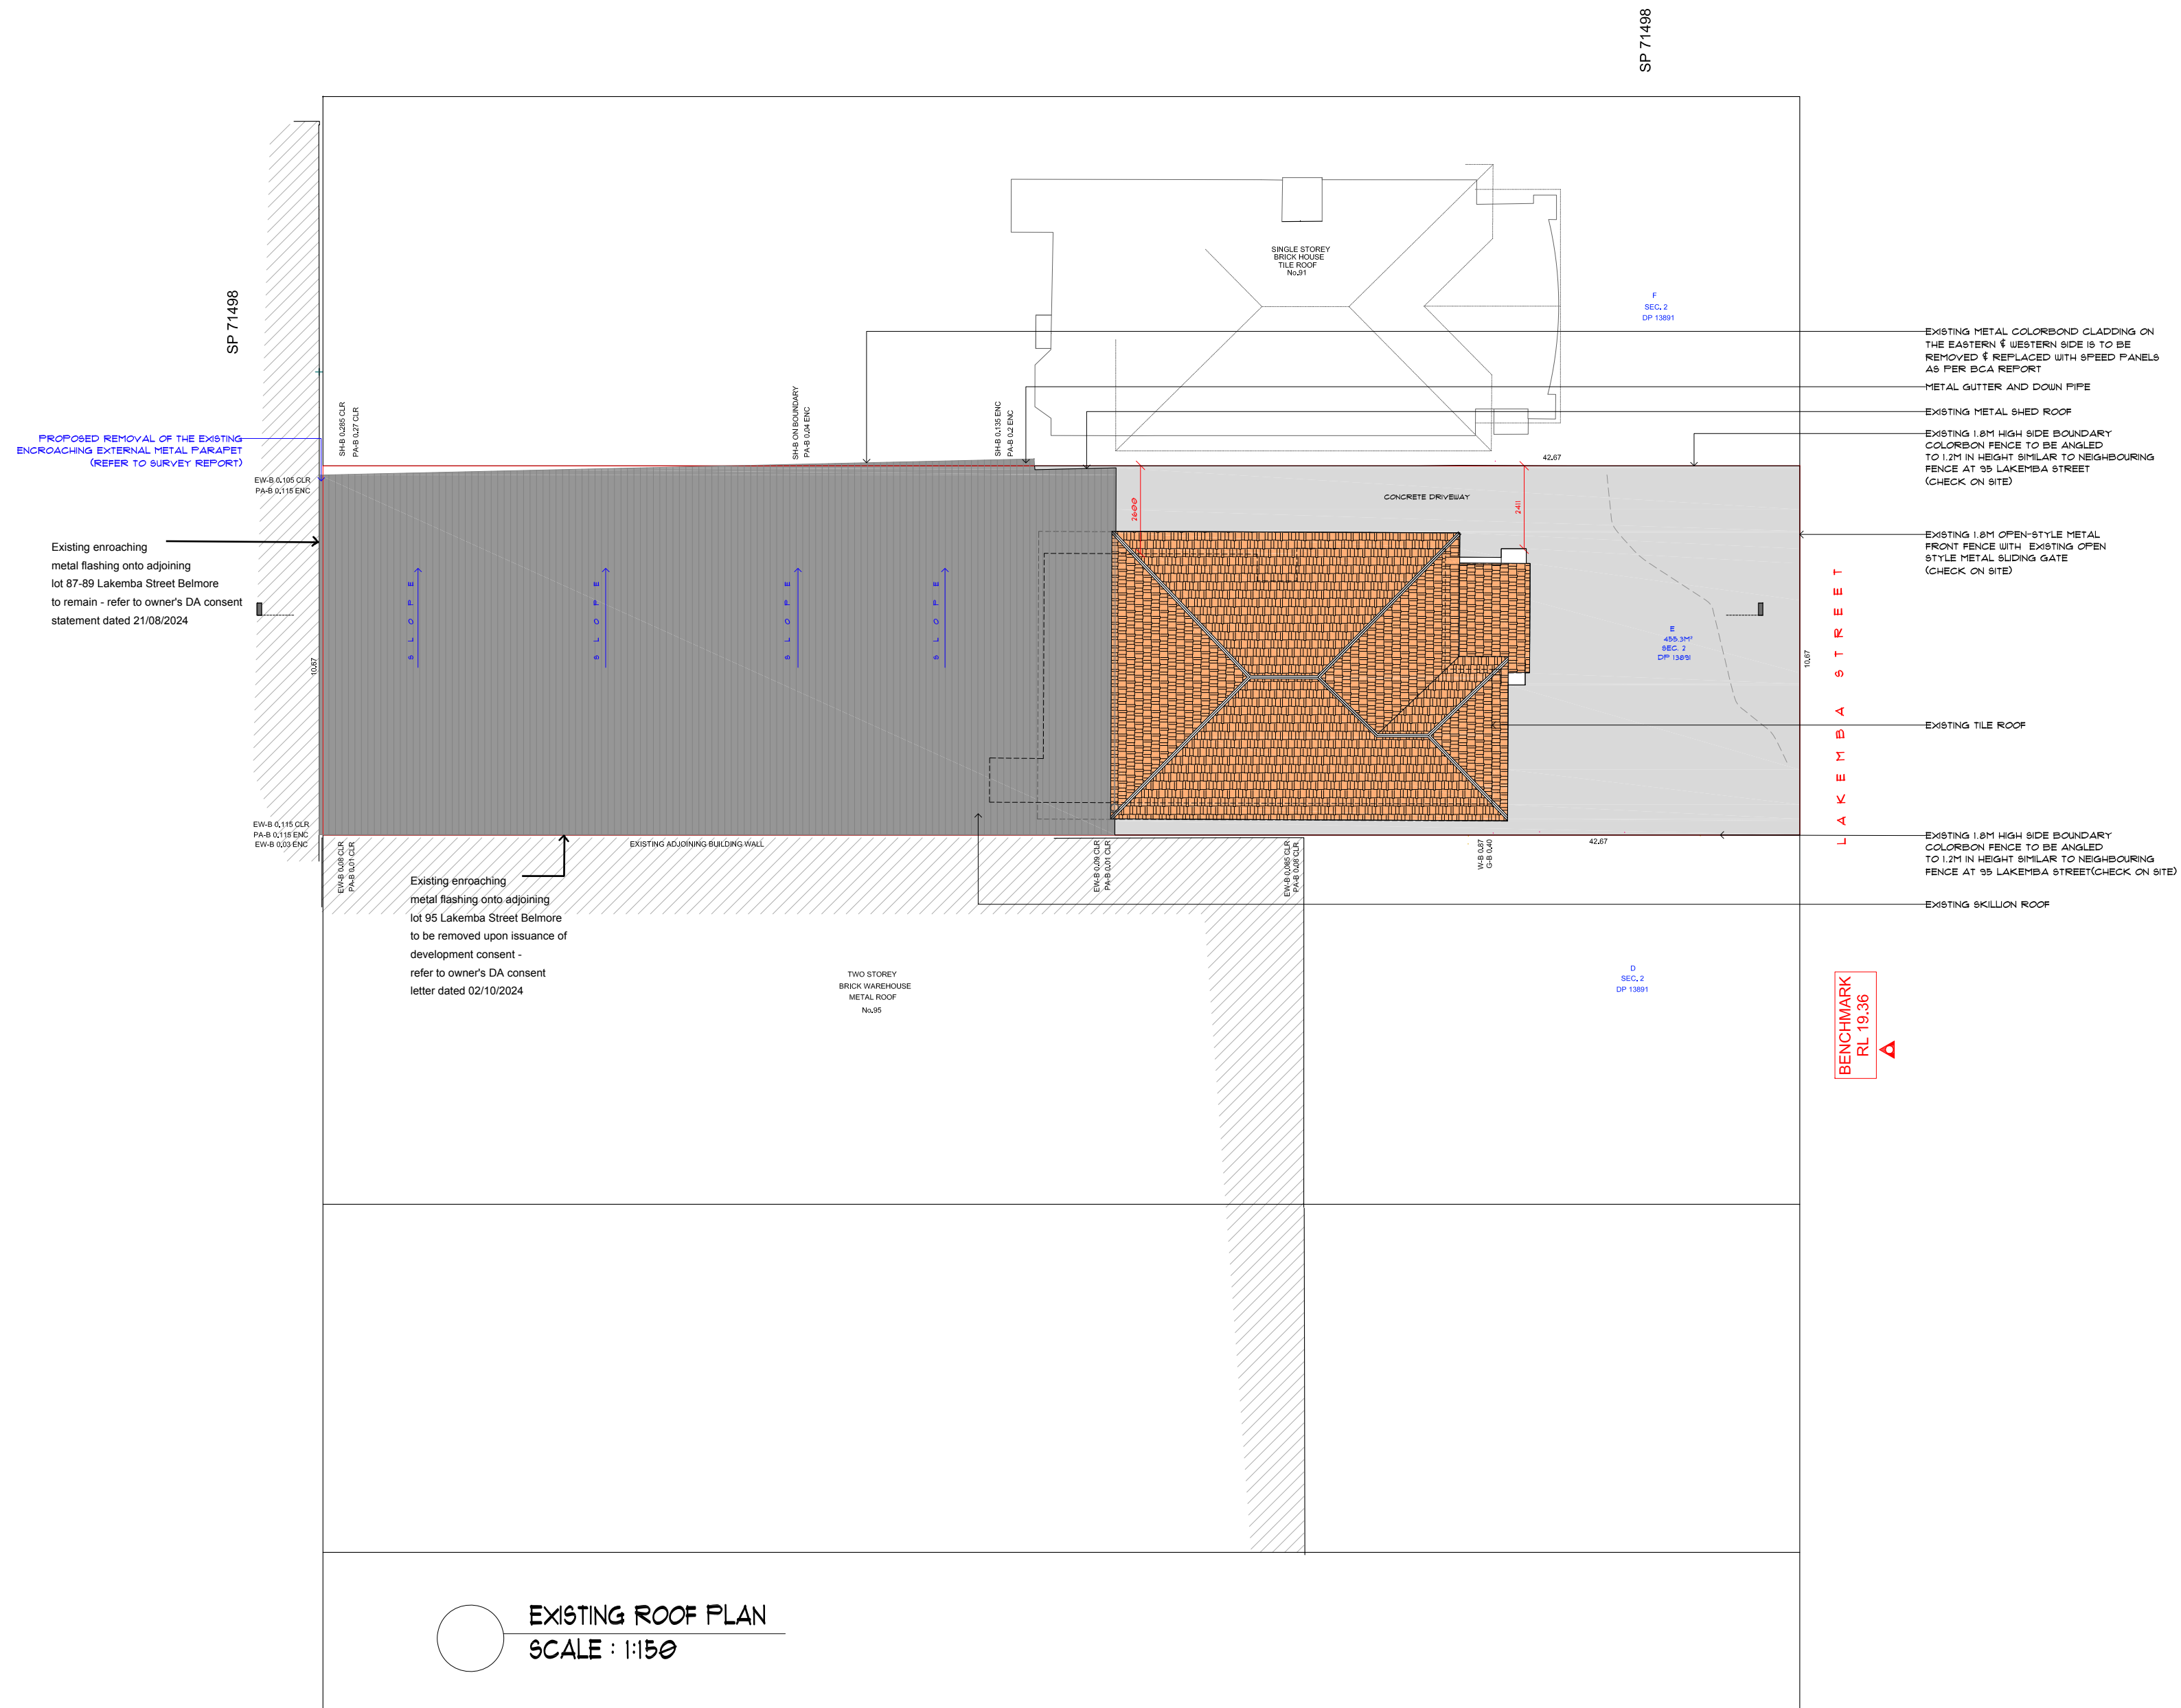 SP 71498
SINGLE STOREY
BRICK HOUSE
TILE ROOF
No.91
F
SEC. 2
DP 13891
SP 71498
EXISTING METAL COLORBOND CLADDING ON
THE EASTERN & WESTERN SIDE IS TO BE
REMOVED & REPLACED WITH SPEED PANELS
AS PER BCA REPORT
METAL GUTTER AND DOWN PIPE
EXISTING METAL SHED ROOF
EXISTING 1.8M HIGH SIDE BOUNDARY
COLORBON FENCE TO BE ANGLED
TO 1.2M IN HEIGHT SIMILAR TO NEIGHBOURING
FENCE AT 95 LAKEMBA STREET
(CHECK ON SITE)
SH-B 0.285 CLR
PA-B 0.27 CLR
SH-B ON BOUNDARY
PA-B 0.04 ENC
SH-B 0.135 ENC
PA-B 0.2 ENC
PROPOSED REMOVAL OF THE EXISTING
ENCROACHING EXTERNAL METAL PARAPET
(REFER TO SURVEY REPORT)
42.67
EW-B 0.105 CLR
PA-B 0.115 ENC
CONCRETE DRIVEWAY
2600
2411
Existing enroaching
metal flashing onto adjoining
lot 87-89 Lakemba Street Belmore
to remain - refer to owner's DA consent
statement dated 21/08/2024
EXISTING 1.8M OPEN-STYLE METAL
FRONT FENCE WITH EXISTING OPEN
STYLE METAL SLIDING GATE
(CHECK ON SITE)
SLOPE
SLOPE
SLOPE
SLOPE
E
455.3M²
SEC. 2
DP 13891
10.67
10.67
LAKEMBA STREET
EXISTING TILE ROOF
EW-B 0.115 CLR
PA-B 0.115 ENC
EW-B 0.03 ENC
EXISTING ADJOINING BUILDING WALL
42.67
EXISTING 1.8M HIGH SIDE BOUNDARY
COLORBON FENCE TO BE ANGLED
TO 1.2M IN HEIGHT SIMILAR TO NEIGHBOURING
FENCE AT 95 LAKEMBA STREET(CHECK ON SITE)
EW-B 0.08 CLR
PA-B 0.01 CLR
EW-B 0.09 CLR
PA-B 0.01 CLR
EW-B 0.085 CLR
PA-B 0.08 CLR
W-B 0.87
G-B 0.40
Existing enroaching
metal flashing onto adjoining
lot 95 Lakemba Street Belmore
to be removed upon issuance of
development consent -
refer to owner's DA consent
letter dated 02/10/2024
EXISTING SKILLION ROOF
TWO STOREY
BRICK WAREHOUSE
METAL ROOF
No.95
D
SEC. 2
DP 13891
BENCHMARK
RL 19.36
EXISTING ROOF PLAN
SCALE : 1:150